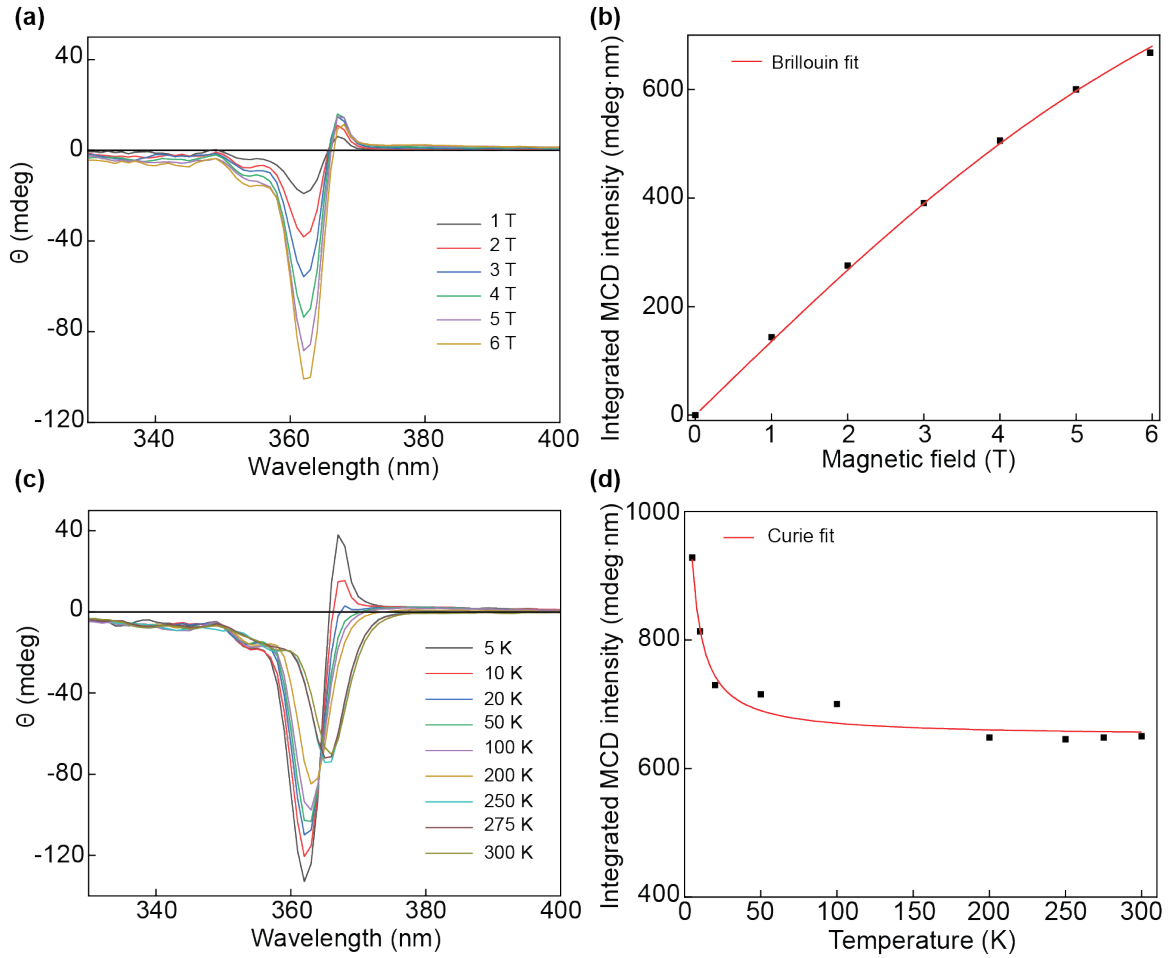 (a)
40
0
-40
-80
-120
Θ (mdeg)
1 T
2 T
3 T
4 T
5 T
6 T
340
360
380
400
Wavelength (nm)
(b)
600
400
200
0
Integrated MCD intensity (mdeg·nm)
Brillouin fit
0
1
2
3
4
5
6
Magnetic field (T)
(c)
40
0
-40
-80
-120
Θ (mdeg)
5 K
10 K
20 K
50 K
100 K
200 K
250 K
275 K
300 K
340
360
380
400
Wavelength (nm)
(d)
1000
800
600
400
Integrated MCD intensity (mdeg·nm)
Curie fit
0
50
100
150
200
250
300
Temperature (K)